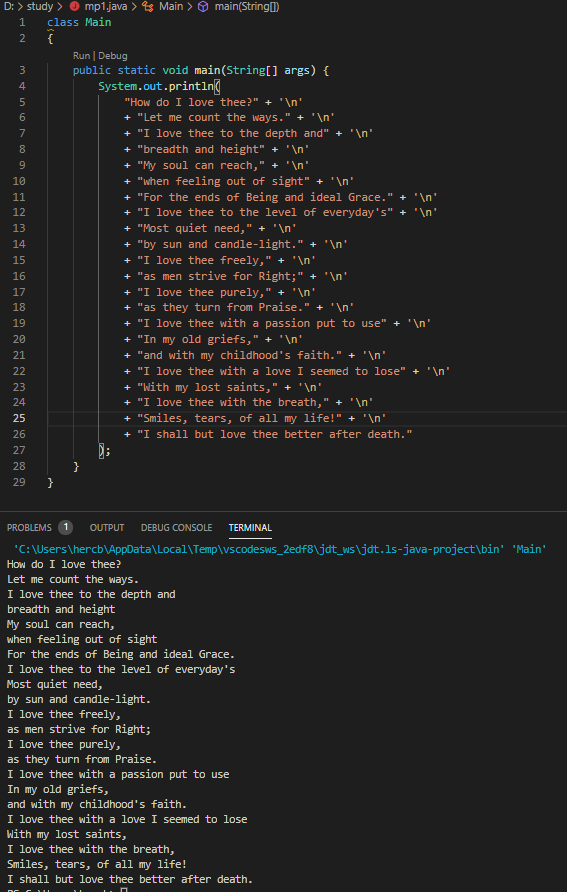 D: > study > mp1.java > Main > main(String[])
1 class Main
2 {
Run | Debug
3 public static void main(String[] args) {
4 System.out.println(
5 "How do I love thee?" + '\n'
6 + "Let me count the ways." + '\n'
7 + "I love thee to the depth and" + '\n'
8 + "breadth and height" + '\n'
9 + "My soul can reach," + '\n'
10 + "when feeling out of sight" + '\n'
11 + "For the ends of Being and ideal Grace." + '\n'
12 + "I love thee to the level of everyday's" + '\n'
13 + "Most quiet need," + '\n'
14 + "by sun and candle-light." + '\n'
15 + "I love thee freely," + '\n'
16 + "as men strive for Right;" + '\n'
17 + "I love thee purely," + '\n'
18 + "as they turn from Praise." + '\n'
19 + "I love thee with a passion put to use" + '\n'
20 + "In my old griefs," + '\n'
21 + "and with my childhood's faith." + '\n'
22 + "I love thee with a love I seemed to lose" + '\n'
23 + "With my lost saints," + '\n'
24 + "I love thee with the breath," + '\n'
25 + "Smiles, tears, of all my life!" + '\n'
26 + "I shall but love thee better after death."
27 );
28 }
29 }
PROBLEMS 1 OUTPUT DEBUG CONSOLE TERMINAL
'C:\Users\hercb\AppData\Local\Temp\vscodesws_2edf8\jdt_ws\jdt.ls-java-project\bin' 'Main'
How do I love thee?
Let me count the ways.
I love thee to the depth and
breadth and height
My soul can reach,
when feeling out of sight
For the ends of Being and ideal Grace.
I love thee to the level of everyday's
Most quiet need,
by sun and candle-light.
I love thee freely,
as men strive for Right;
I love thee purely,
as they turn from Praise.
I love thee with a passion put to use
In my old griefs,
and with my childhood's faith.
I love thee with a love I seemed to lose
With my lost saints,
I love thee with the breath,
Smiles, tears, of all my life!
I shall but love thee better after death.